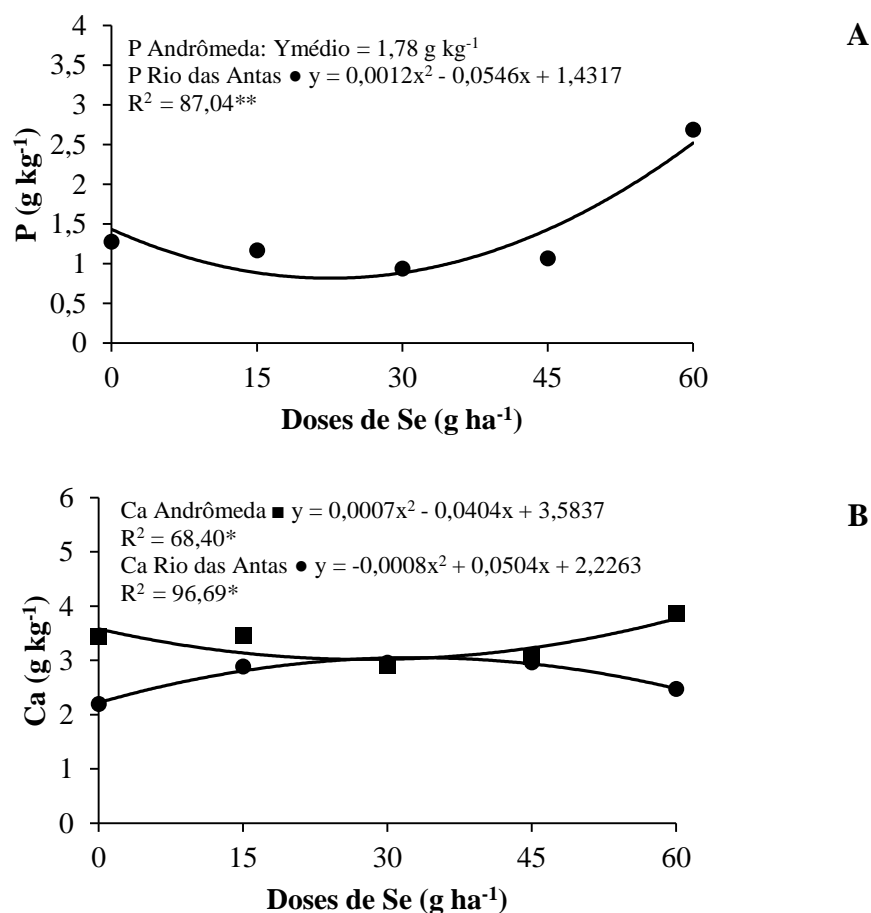 A
4
3,5
3
2,5
2
1,5
1
0,5
0
P (g kg⁻¹)
P Andrômeda: Ymédio = 1,78 g kg⁻¹
P Rio das Antas ● y = 0,0012x² - 0,0546x + 1,4317
R² = 87,04**
0 15 30 45 60
Doses de Se (g ha⁻¹)
B
6
5
4
3
2
1
0
Ca (g kg⁻¹)
Ca Andrômeda ■ y = 0,0007x² - 0,0404x + 3,5837
R² = 68,40*
Ca Rio das Antas ● y = -0,0008x² + 0,0504x + 2,2263
R² = 96,69*
0 15 30 45 60
Doses de Se (g ha⁻¹)